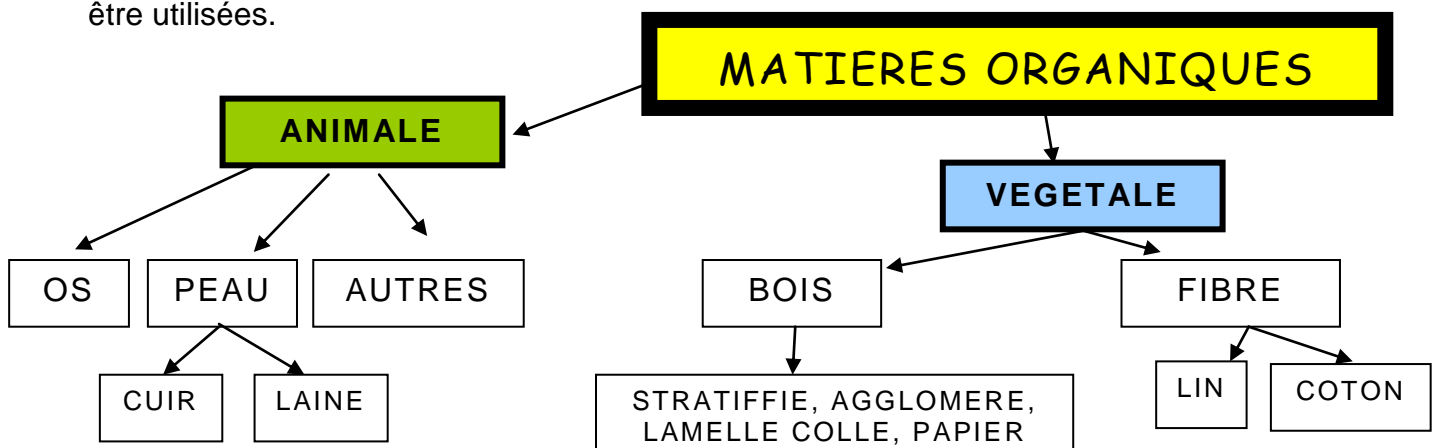 être utilisées.
MATIERES ORGANIQUES
ANIMALE
VEGETALE
OS
PEAU
AUTRES
BOIS
FIBRE
CUIR
LAINE
STRATIFFIE, AGGLOMERE,
LAMELLE COLLE, PAPIER
LIN
COTON